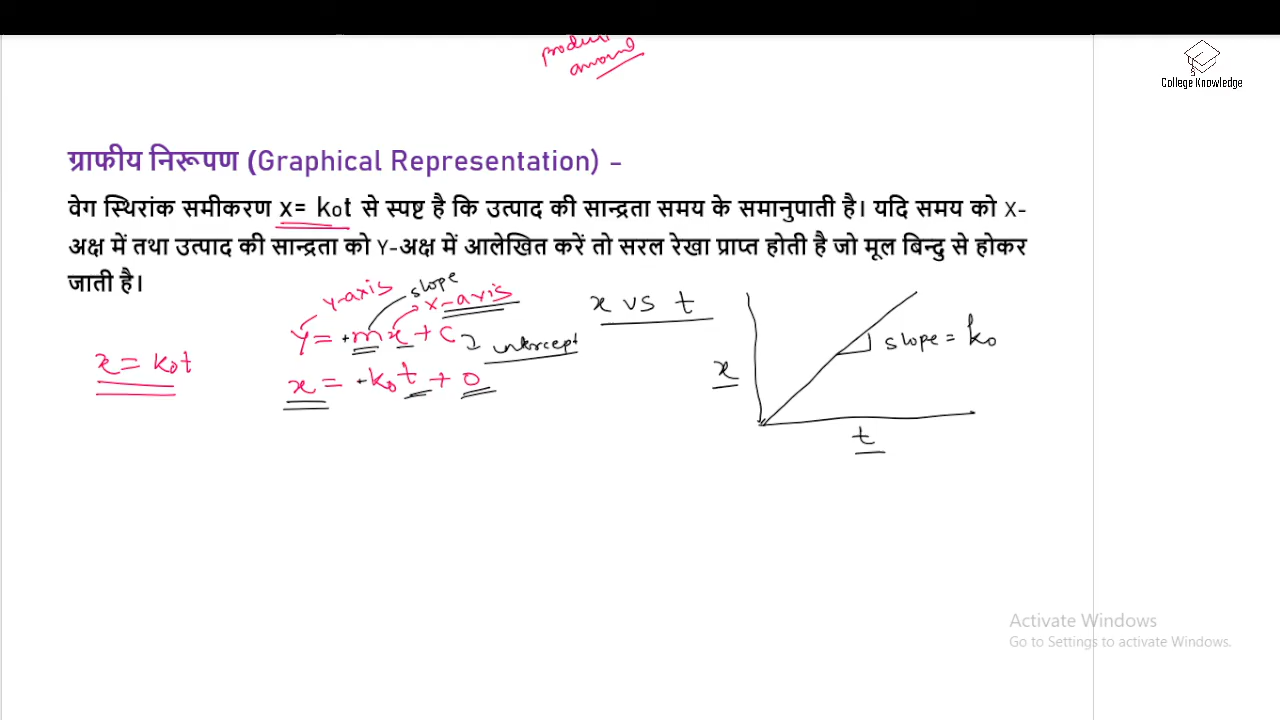 amount
College Knowledge
ग्राफीय निरूपण (Graphical Representation) –
वेग स्थिरांक समीकरण x= k₀t से स्पष्ट है कि उत्पाद की सान्द्रता समय के समानुपाती है। यदि समय को X-
अक्ष में तथा उत्पाद की सान्द्रता को Y-अक्ष में आलेखित करें तो सरल रेखा प्राप्त होती है जो मूल बिन्दु से होकर
जाती है।
Y-axis slope X-axis
Y = +mx + C intercept
x = k₀t
x = +k₀t + 0
x vs t
x
slope = k₀
t
Activate Windows
Go to Settings to activate Windows.